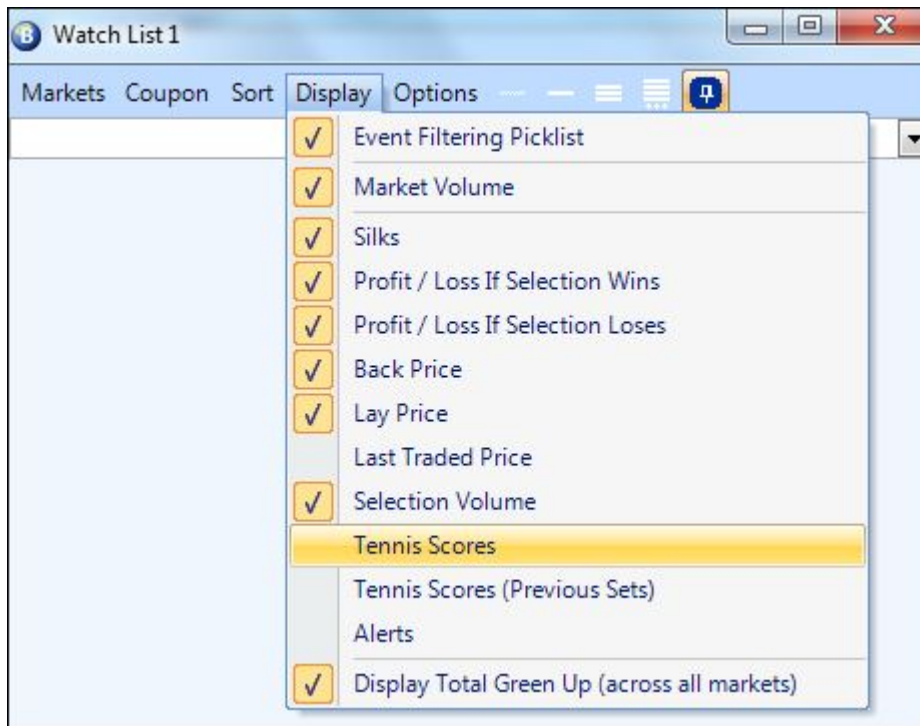 B Watch List 1
Markets Coupon Sort Display Options
Event Filtering Picklist
Market Volume
Silks
Profit / Loss If Selection Wins
Profit / Loss If Selection Loses
Back Price
Lay Price
Last Traded Price
Selection Volume
Tennis Scores
Tennis Scores (Previous Sets)
Alerts
Display Total Green Up (across all markets)